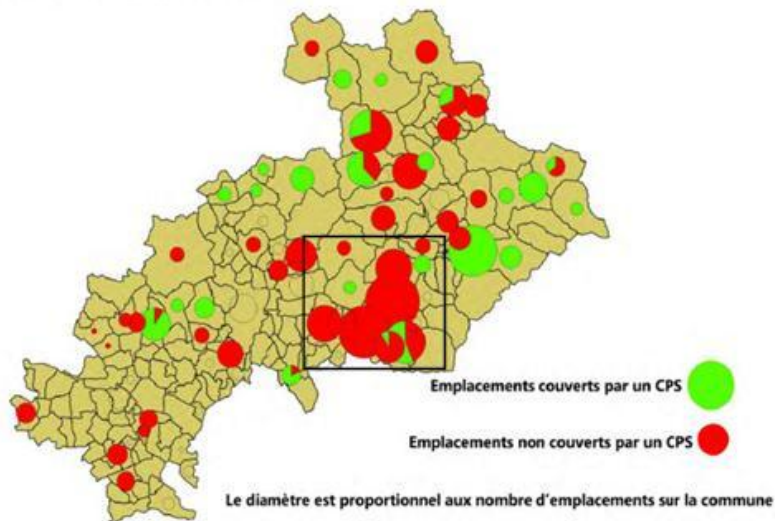 Emplacements couverts par un CPS
Emplacements non couverts par un CPS
Le diamètre est proportionnel aux nombre d'emplacements sur la commune